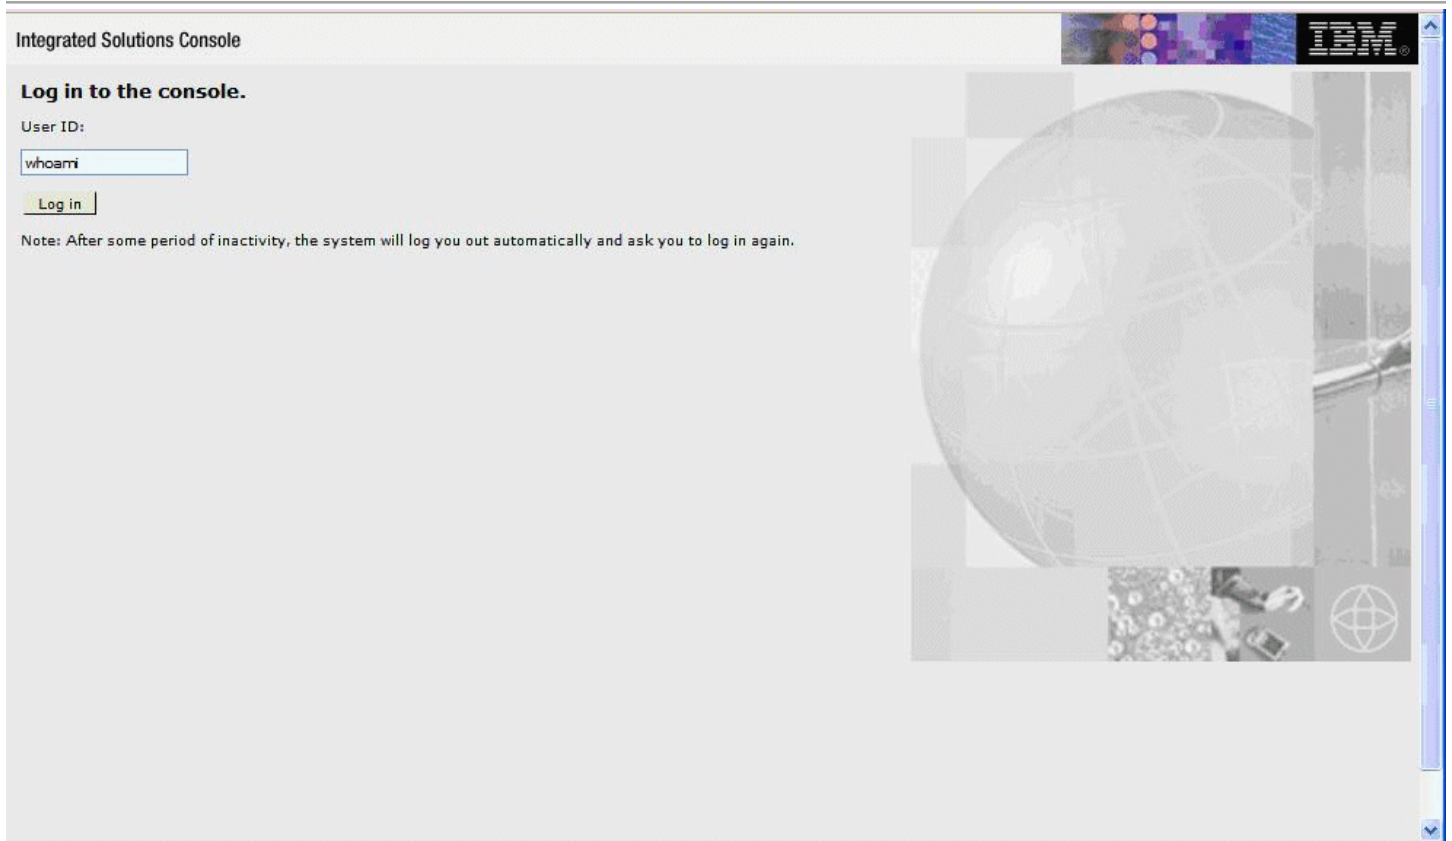 Integrated Solutions Console
IBM®
Log in to the console.
User ID:
whoami
Log in
Note: After some period of inactivity, the system will log you out automatically and ask you to log in again.